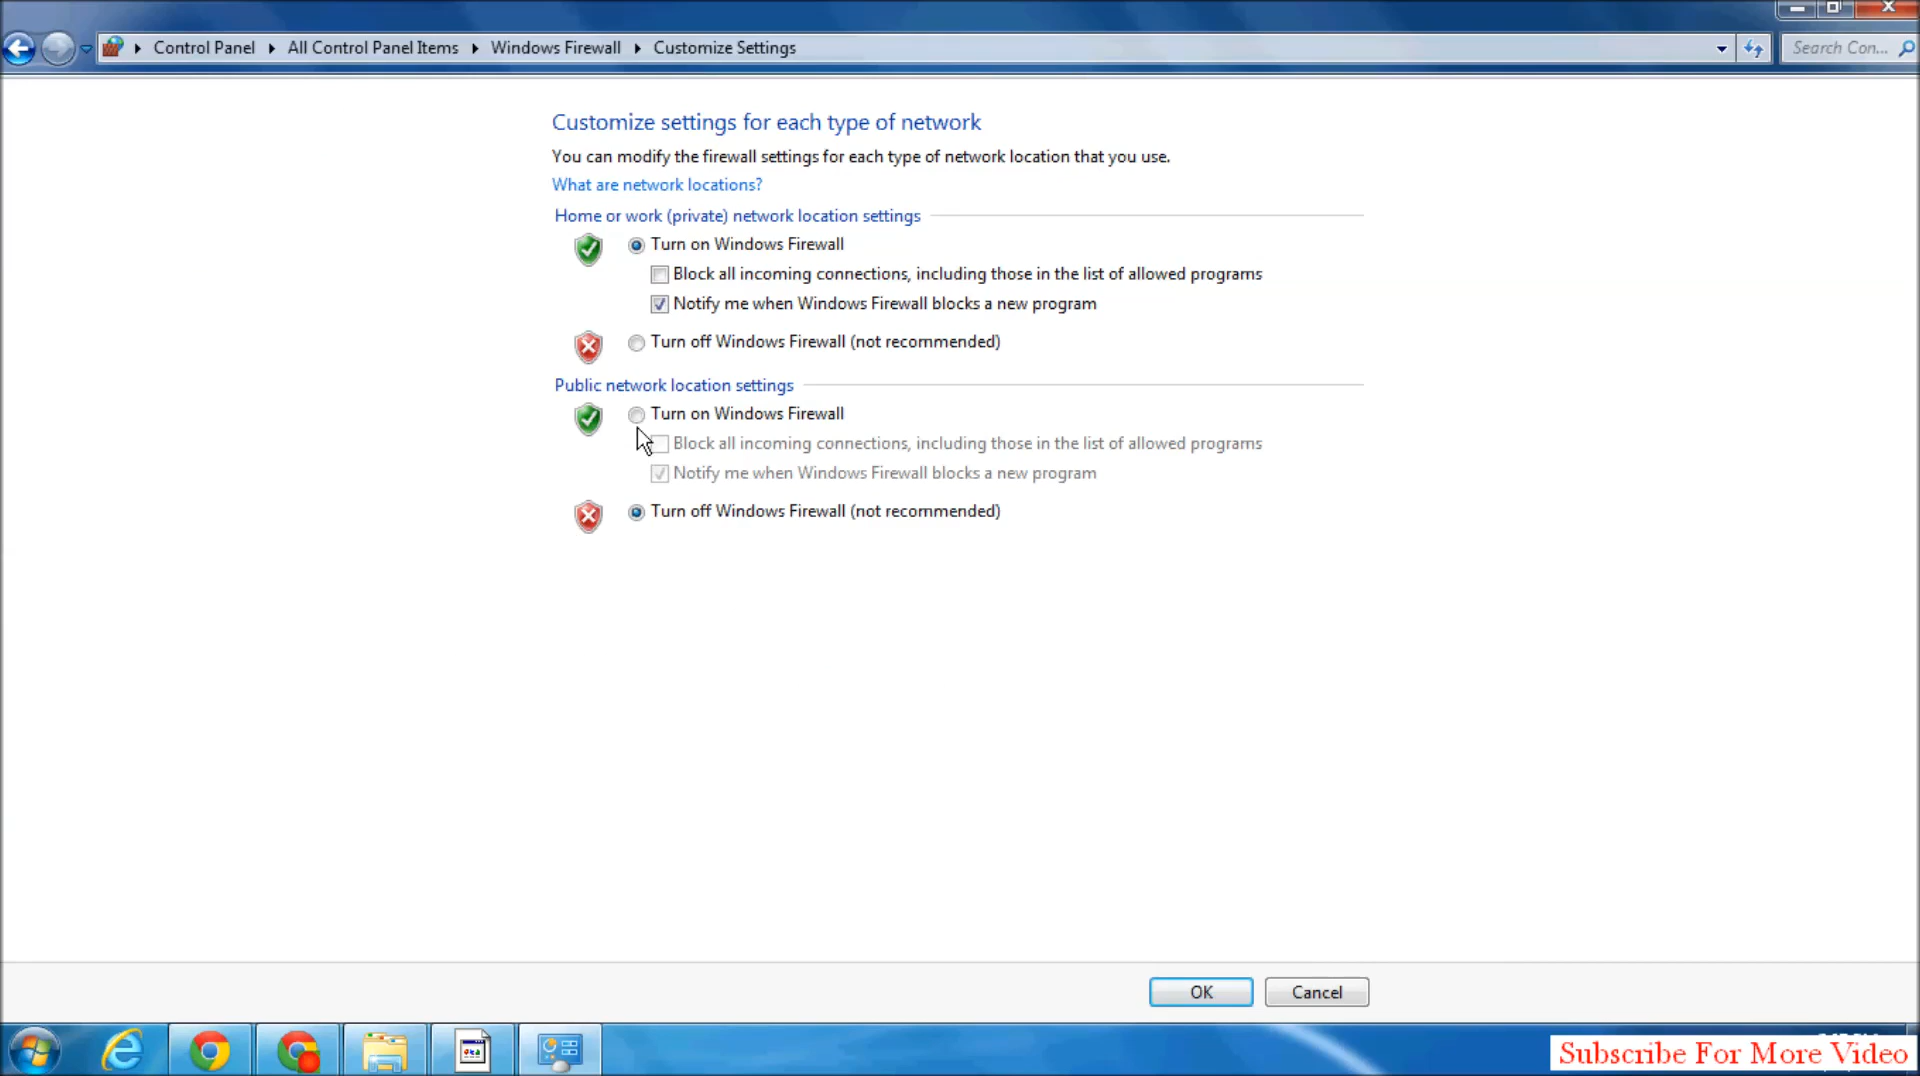 Control Panel
All Control Panel Items
Windows Firewall
Customize Settings
Search Con...
Customize settings for each type of network
You can modify the firewall settings for each type of network location that you use.
What are network locations?
Home or work (private) network location settings
Turn on Windows Firewall
Block all incoming connections, including those in the list of allowed programs
Notify me when Windows Firewall blocks a new program
Turn off Windows Firewall (not recommended)
Public network location settings
Turn on Windows Firewall
Block all incoming connections, including those in the list of allowed programs
Notify me when Windows Firewall blocks a new program
Turn off Windows Firewall (not recommended)
OK
Cancel
Subscribe For More Video